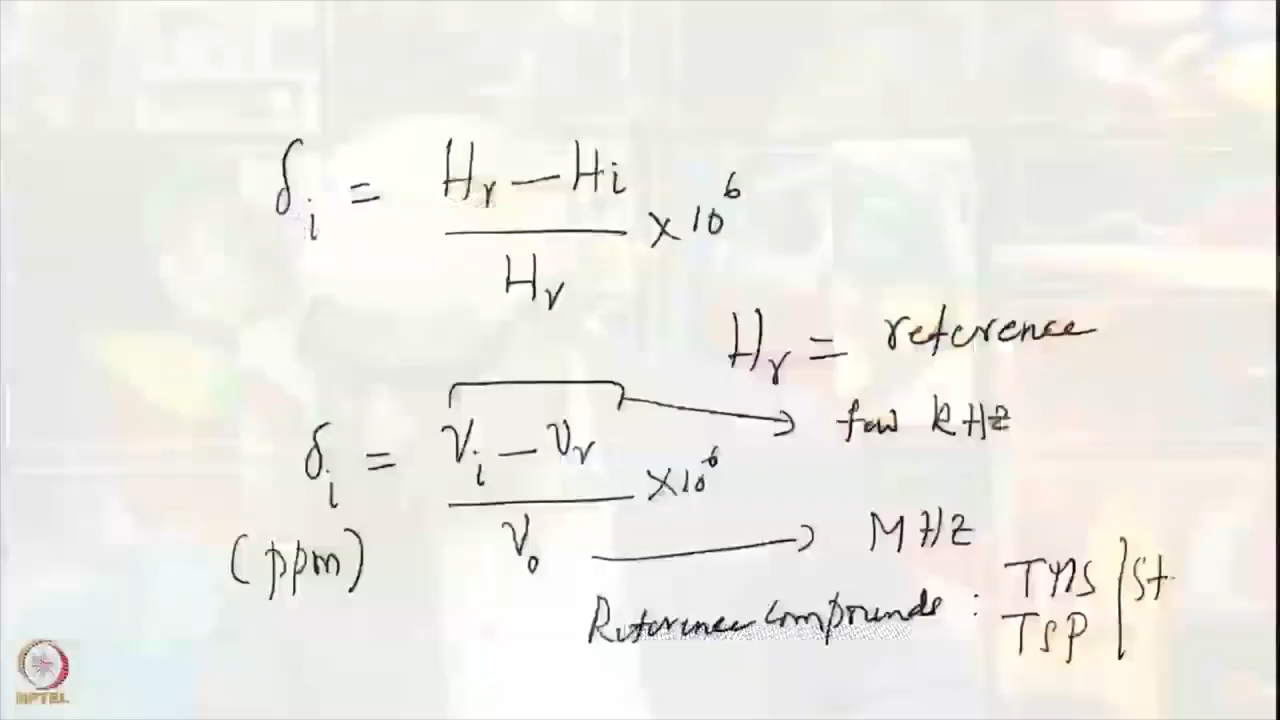 δi = Hr — Hi / Hr × 10^6
Hr = reference
δi = νi — νr / ν0 × 10^6
→ few kHz
(ppm)
→ MHz
Reference compounds : TMS
TSP
St
NPTEL